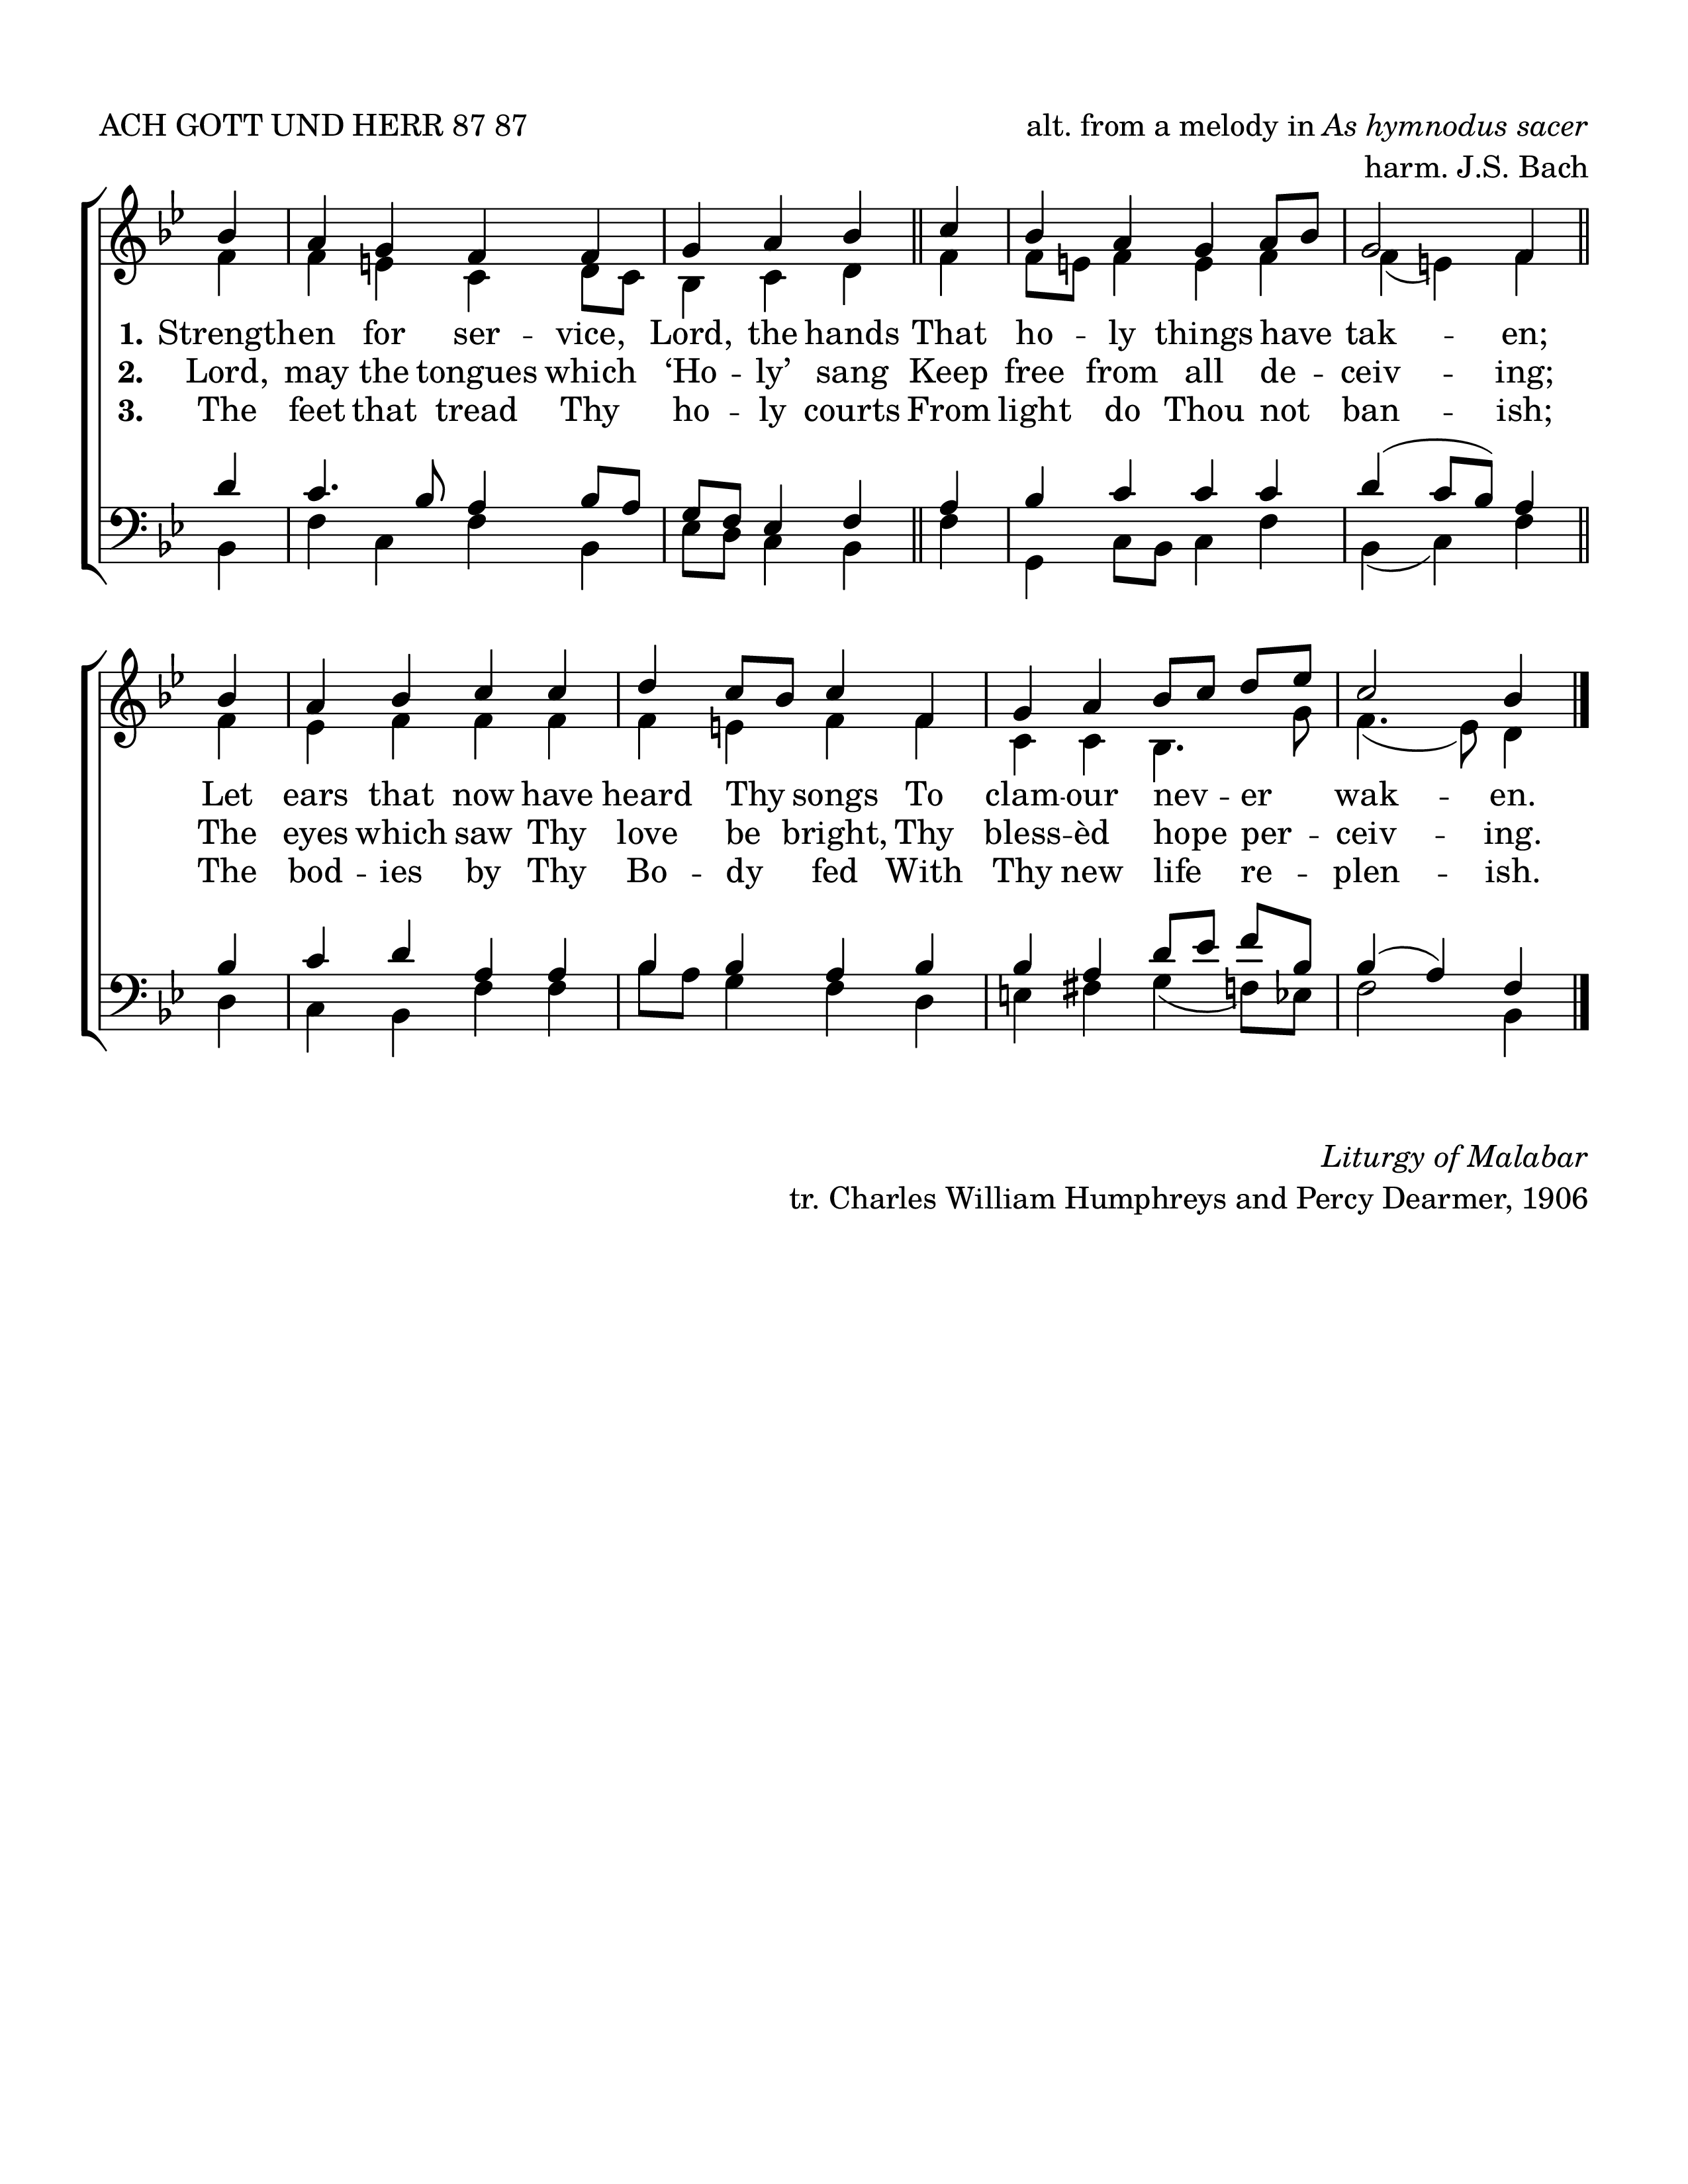 ACH GOTT UND HERR 87 87
alt. from a melody in As hymnodus sacer
harm. J.S. Bach
1. Strengthen for ser - vice, Lord, the hands That ho - ly things have tak - en;
2. Lord, may the tongues which ‘Ho - ly’ sang Keep free from all de - ceiv - ing;
3. The feet that tread Thy ho - ly courts From light do Thou not ban - ish;
Let ears that now have heard Thy songs To clam - our nev - er wak - en.
The eyes which saw Thy love be bright, Thy bless - èd hope per - ceiv - ing.
The bod - ies by Thy Bo - dy fed With Thy new life re - plen - ish.
Liturgy of Malabar
tr. Charles William Humphreys and Percy Dearmer, 1906